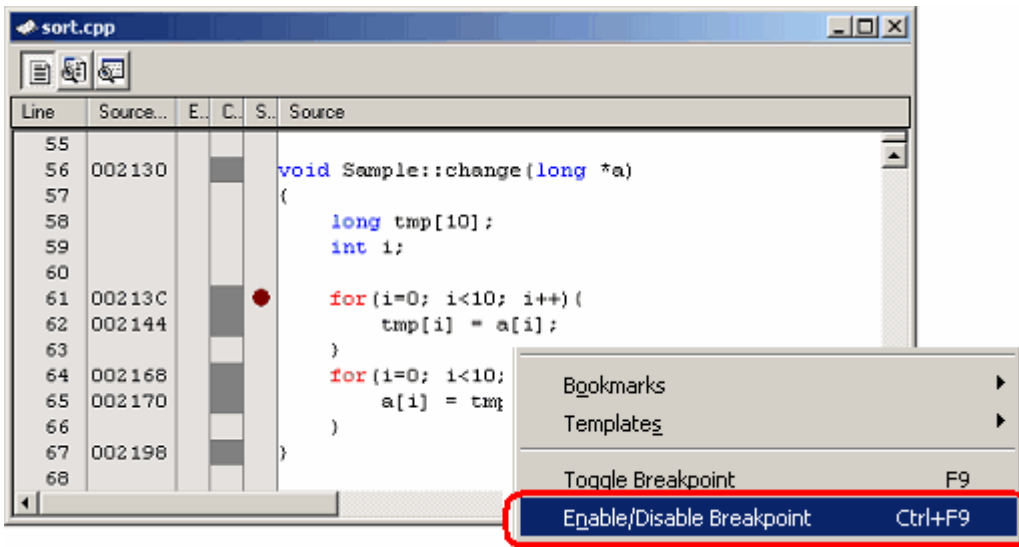 sort.cpp
Line Source... E.. C.. S.. Source
55
56 002130 void Sample::change(long *a)
57 {
58 long tmp[10];
59 int i;
60
61 00213C for(i=0; i<10; i++){
62 002144 tmp[i] = a[i];
63 }
64 002168 for(i=0; i<10;
65 002170 a[i] = tmp
66 }
67 002198 }
68
Bookmarks
Templates
Toggle Breakpoint F9
Enable/Disable Breakpoint Ctrl+F9